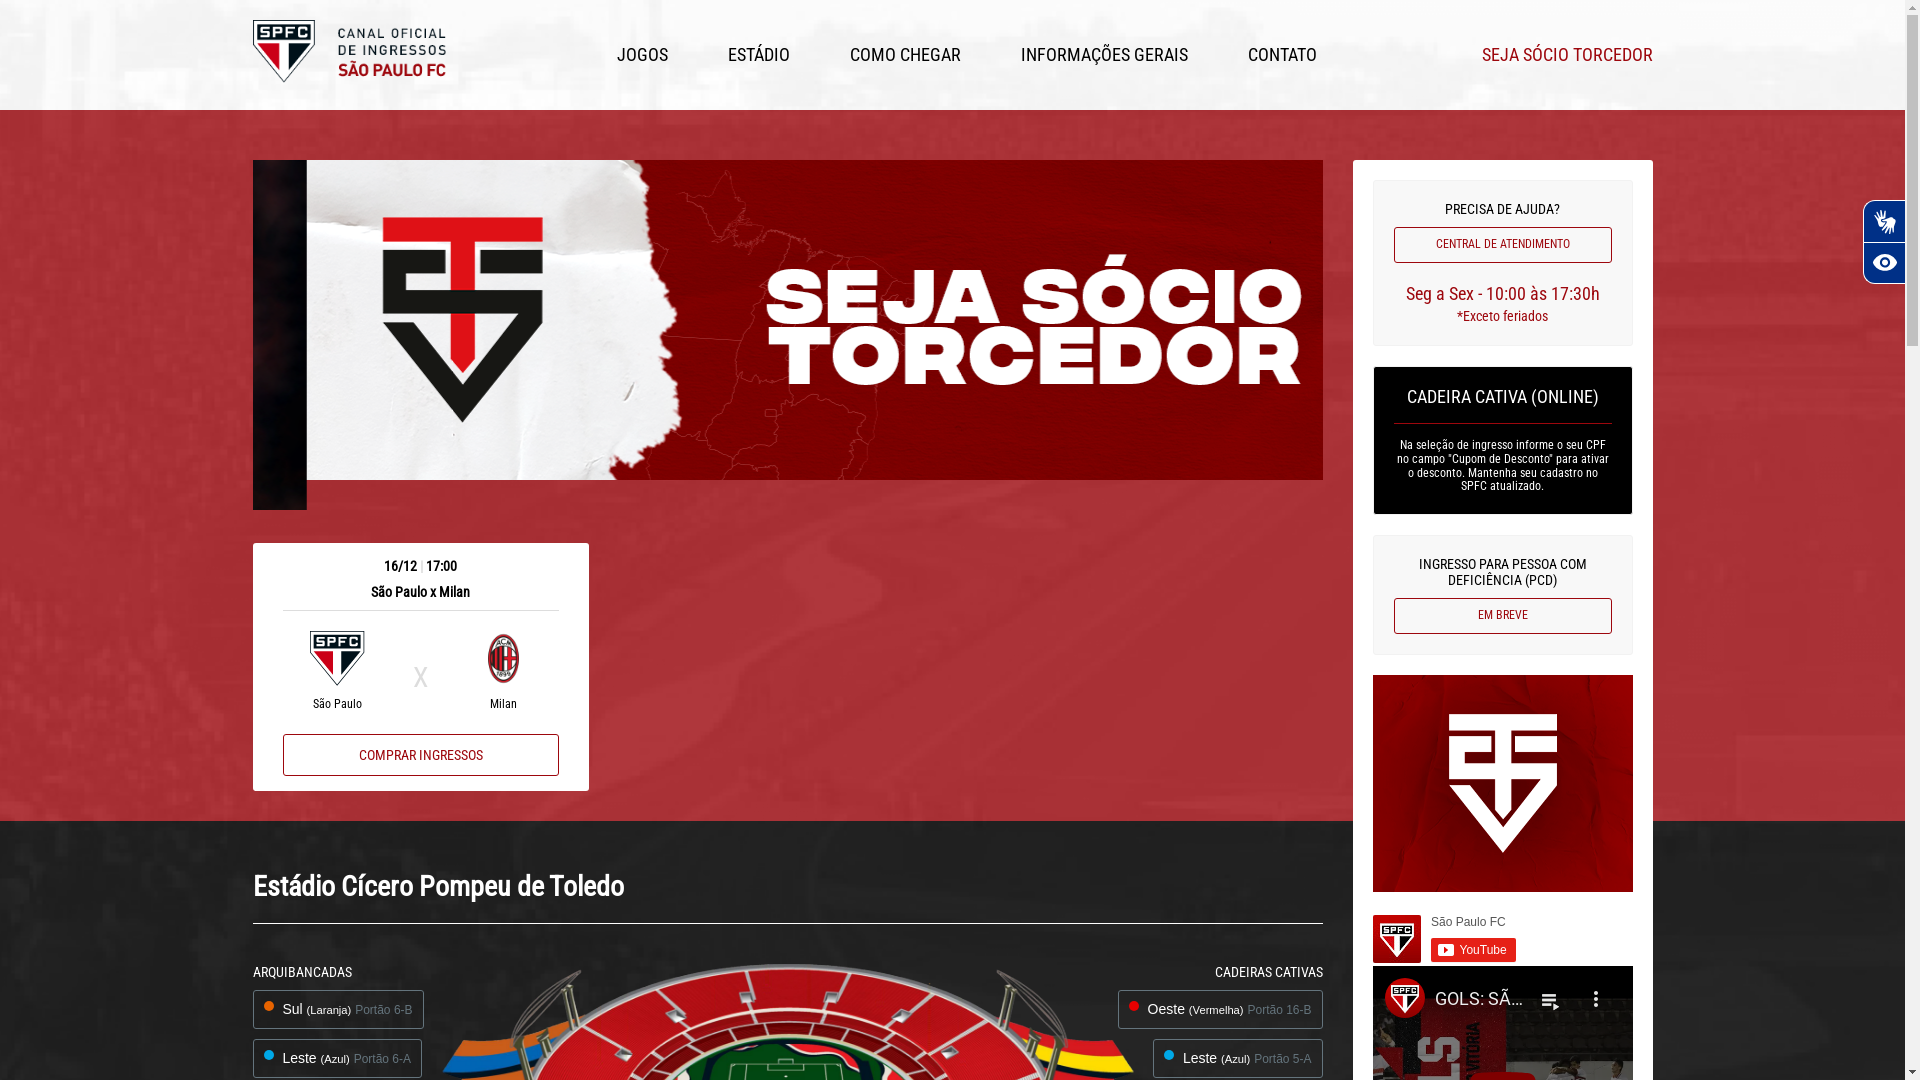 SPFC
CANAL OFICIAL
DE INGRESSOS
SÃO PAULO FC
JOGOS
ESTÁDIO
COMO CHEGAR
INFORMAÇÕES GERAIS
CONTATO
SEJA SÓCIO TORCEDOR
SEJA SÓCIO
TORCEDOR
PRECISA DE AJUDA?
CENTRAL DE ATENDIMENTO
Seg a Sex - 10:00 às 17:30h
*Exceto feriados
CADEIRA CATIVA (ONLINE)
Na seleção de ingresso informe o seu CPF
no campo "Cupom de Desconto" para ativar
o desconto. Mantenha seu cadastro no
SPFC atualizado.
INGRESSO PARA PESSOA COM
DEFICIÊNCIA (PCD)
EM BREVE
16/12 | 17:00
São Paulo x Milan
SPFC
X
São Paulo
Milan
COMPRAR INGRESSOS
Estádio Cícero Pompeu de Toledo
ARQUIBANCADAS
Sul (Laranja) Portão 6-B
Leste (Azul) Portão 6-A
CADEIRAS CATIVAS
Oeste (Vermelha) Portão 16-B
Leste (Azul) Portão 5-A
SPFC
São Paulo FC
YouTube
SPFC
GOLS: SÃ...